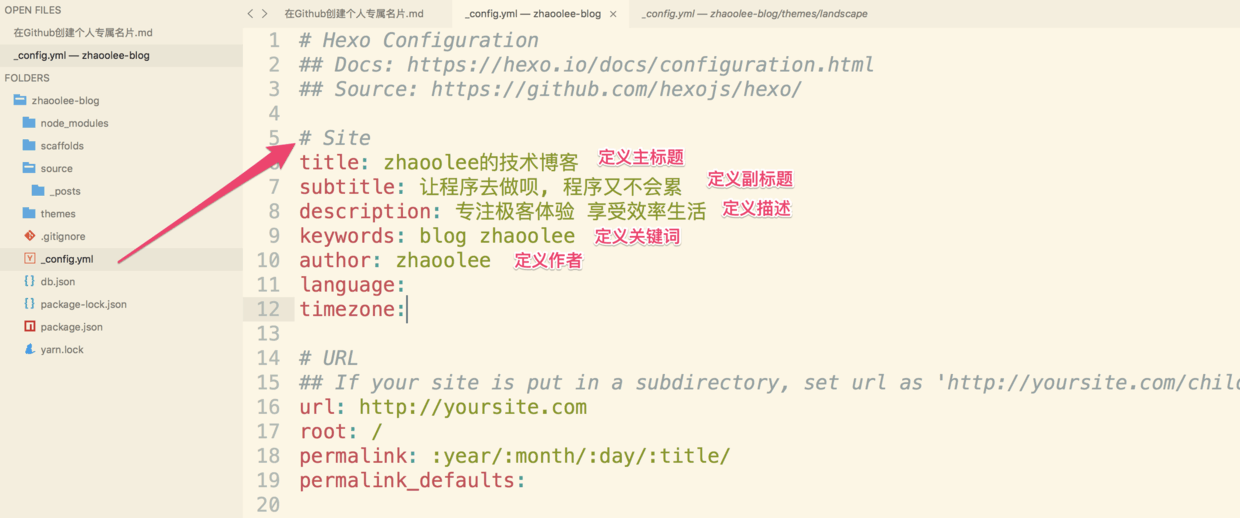 OPEN FILES
在Github创建个人专属名片.md
_config.yml — zhaoolee-blog
FOLDERS
zhaoolee-blog
node_modules
scaffolds
source
_posts
themes
.gitignore
_config.yml
db.json
package-lock.json
package.json
yarn.lock
在Github创建个人专属名片.md
_config.yml — zhaoolee-blog ×
_config.yml — zhaoolee-blog/themes/landscape
1 # Hexo Configuration
2 ## Docs: https://hexo.io/docs/configuration.html
3 ## Source: https://github.com/hexojs/hexo/
4
5 # Site
title: zhaoolee的技术博客 定义主标题
7 subtitle: 让程序去做呗, 程序又不会累 定义副标题
8 description: 专注极客体验 享受效率生活 定义描述
9 keywords: blog zhaoolee 定义关键词
10 author: zhaoolee 定义作者
11 language:
12 timezone:
13
14 # URL
15 ## If your site is put in a subdirectory, set url as 'http://yoursite.com/child
16 url: http://yoursite.com
17 root: /
18 permalink: :year/:month/:day/:title/
19 permalink_defaults:
20